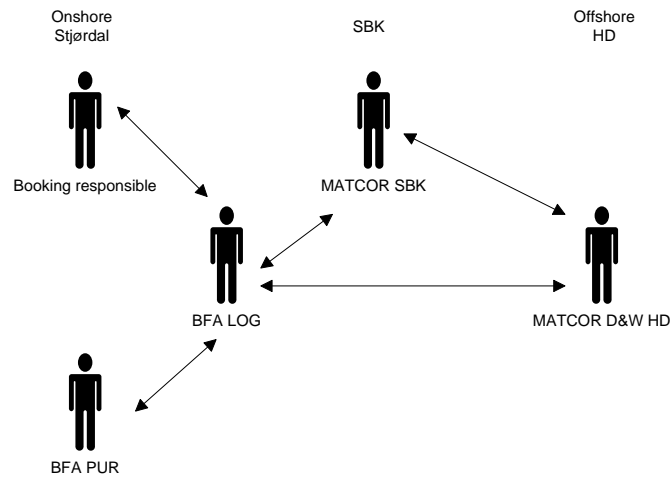 Onshore
Stjørdal
SBK
Offshore
HD
Booking responsible
MATCOR SBK
BFA LOG
MATCOR D&W HD
BFA PUR